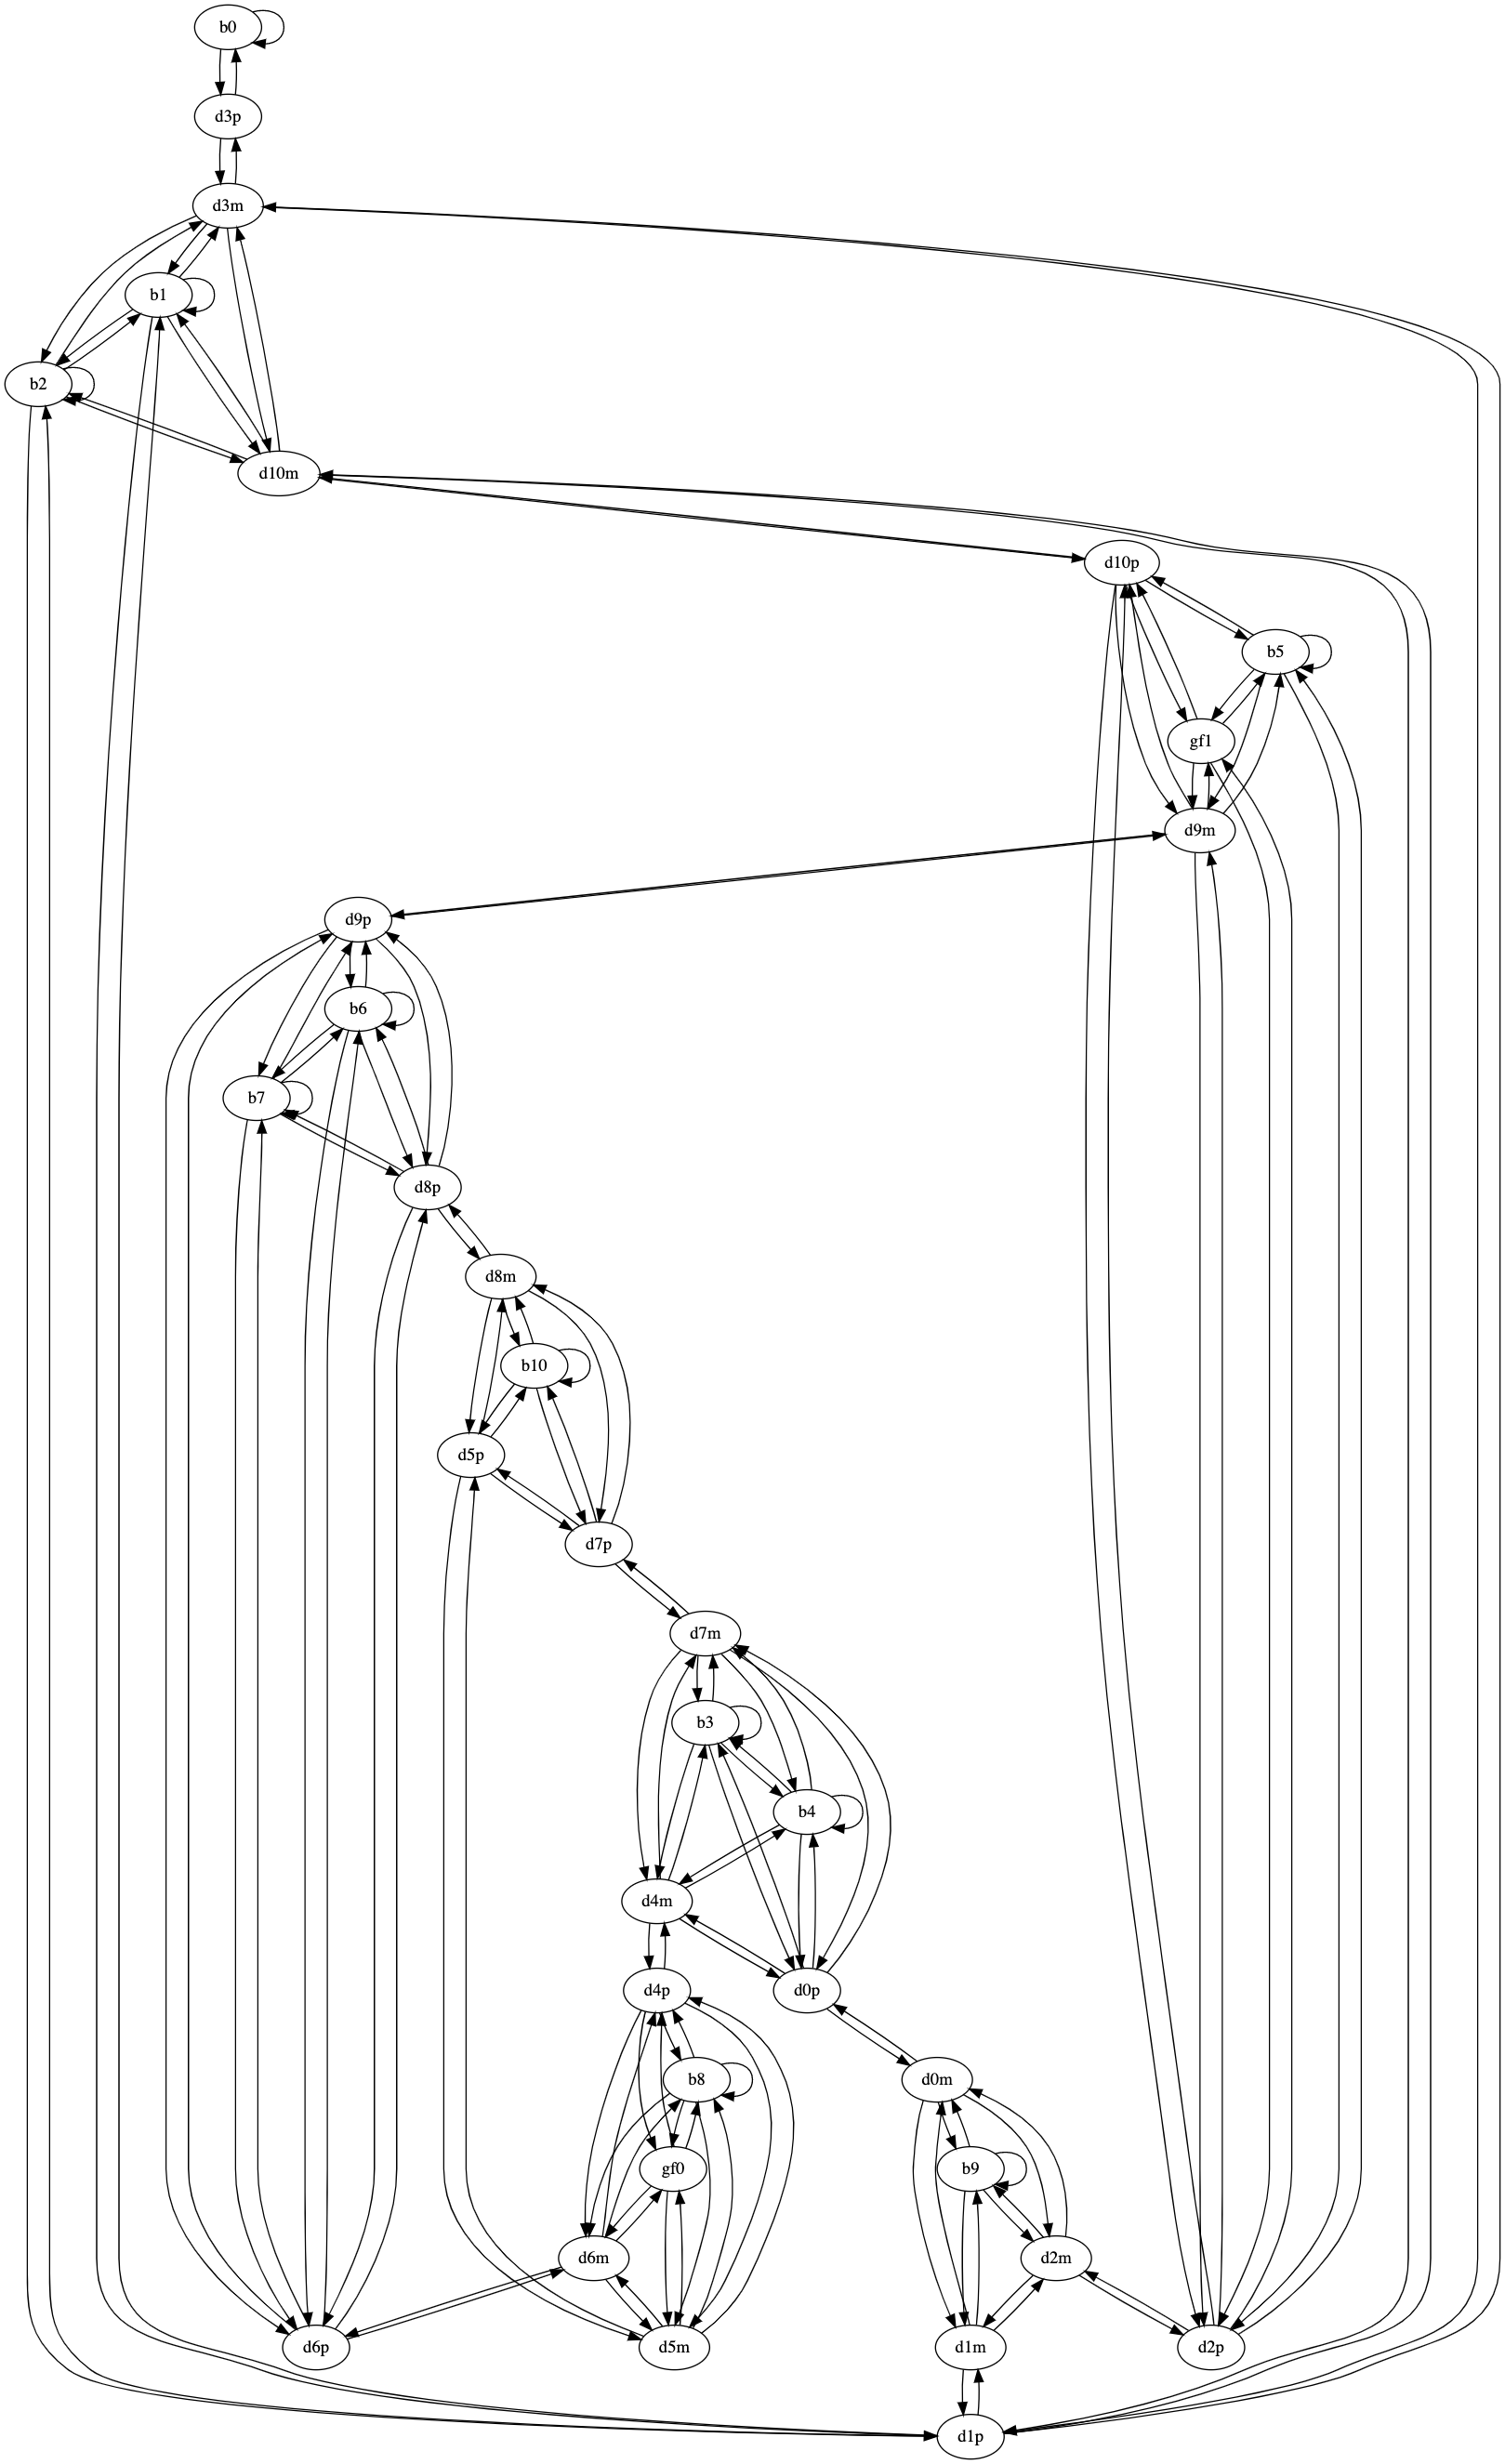 b0
d3p
d3m
b1
b2
d10m
d10p
b5
gf1
d9m
d9p
b6
b7
d8p
d8m
b10
d5p
d7p
d7m
b3
b4
d4m
d4p
d0p
b8
d0m
gf0
b9
d6m
d2m
d6p
d5m
d1m
d2p
d1p